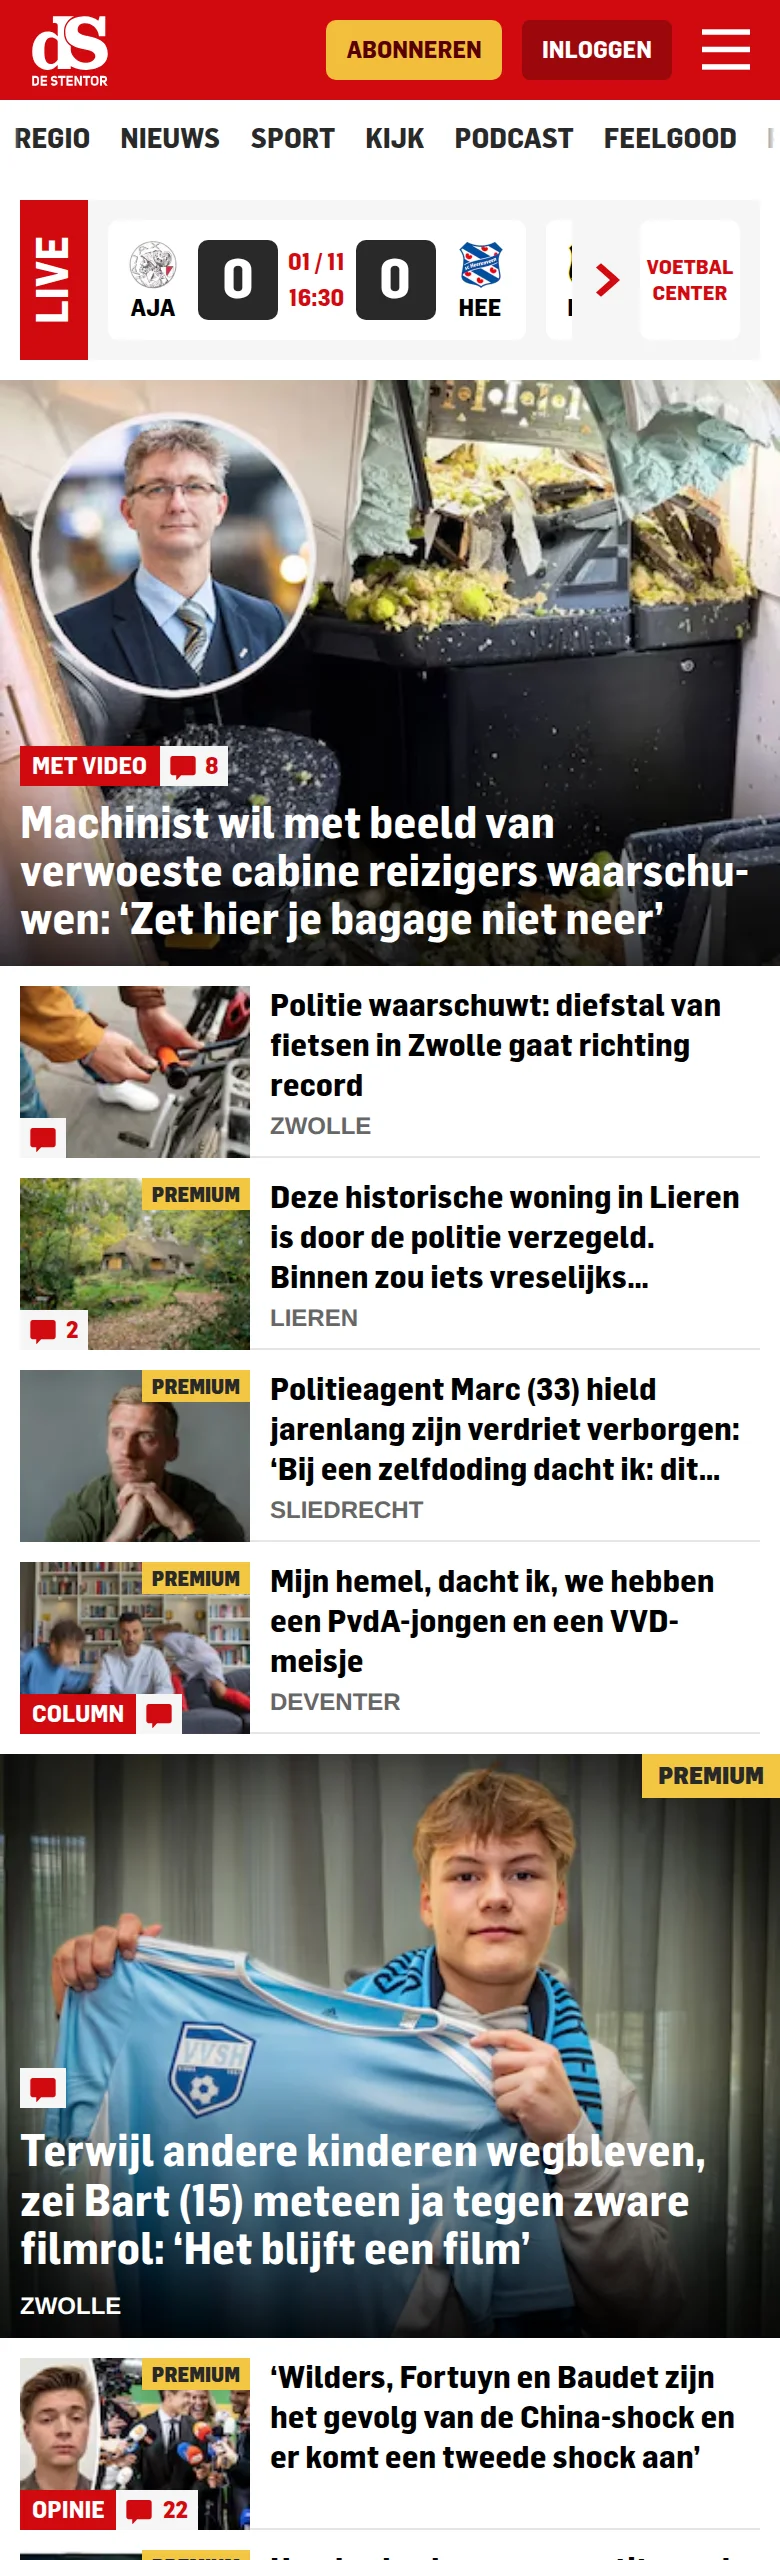 dS
DE STENTOR
ABONNEREN
INLOGGEN
REGIO NIEUWS SPORT KIJK PODCAST FEELGOOD
LIVE
AJA
0
01 / 11
16:30
0
HEE
VOETBAL
CENTER
MET VIDEO
8
Machinist wil met beeld van
verwoeste cabine reizigers waarschu-
wen: ‘Zet hier je bagage niet neer’
Politie waarschuwt: diefstal van
fietsen in Zwolle gaat richting
record
ZWOLLE
PREMIUM
2
Deze historische woning in Lieren
is door de politie verzegeld.
Binnen zou iets vreselijks...
LIEREN
PREMIUM
Politieagent Marc (33) hield
jarenlang zijn verdriet verborgen:
‘Bij een zelfdoding dacht ik: dit...
SLIEDRECHT
PREMIUM
COLUMN
Mijn hemel, dacht ik, we hebben
een PvdA-jongen en een VVD-
meisje
DEVENTER
PREMIUM
VVSH
Terwijl andere kinderen wegbleven,
zei Bart (15) meteen ja tegen zware
filmrol: ‘Het blijft een film’
ZWOLLE
PREMIUM
OPINIE
22
‘Wilders, Fortuyn en Baudet zijn
het gevolg van de China-shock en
er komt een tweede shock aan’
PREMIUM